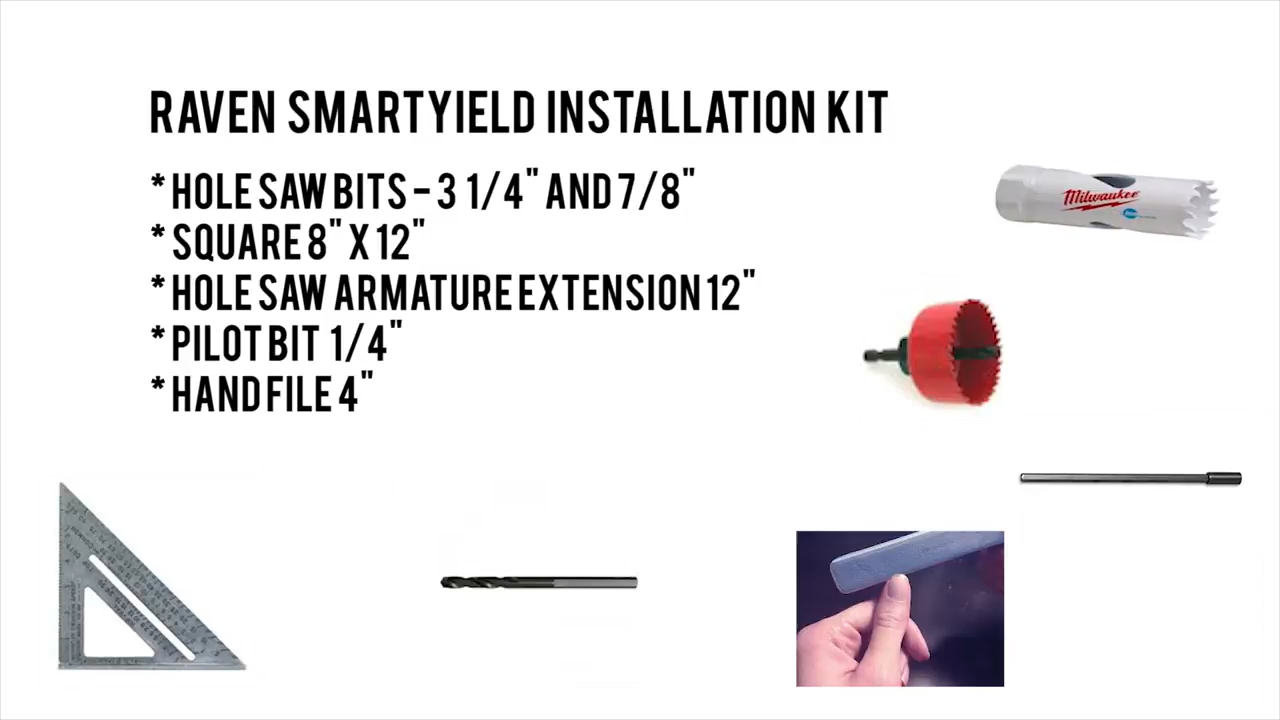 RAVEN SMARTYIELD INSTALLATION KIT
* HOLE SAW BITS - 3 1/4" AND 7/8"
* SQUARE 8" X 12"
* HOLE SAW ARMATURE EXTENSION 12"
* PILOT BIT 1/4"
* HAND FILE 4"
Milwaukee